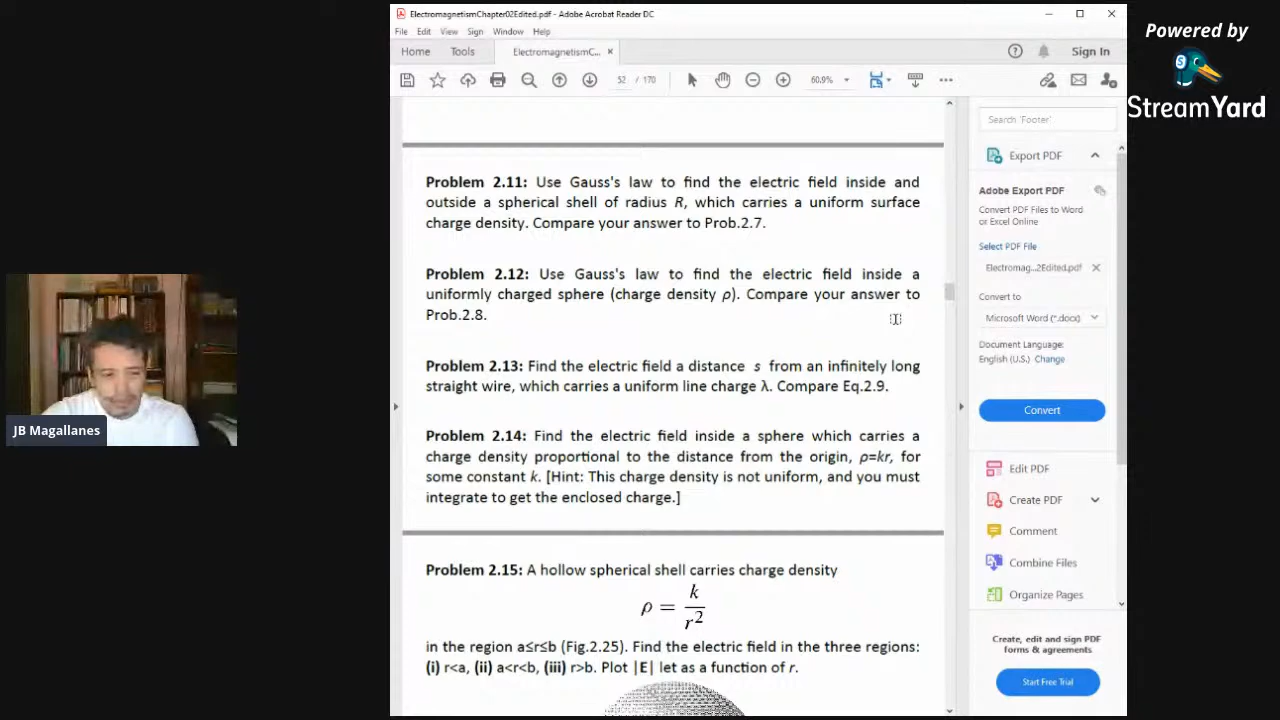 ElectromagnetismChapter02Edited.pdf - Adobe Acrobat Reader DC
File Edit View Sign Window Help
Home Tools ElectromagnetismC... × Sign In
52 / 170 60.9%
Problem 2.11: Use Gauss's law to find the electric field inside and
outside a spherical shell of radius R, which carries a uniform surface
charge density. Compare your answer to Prob.2.7.
Problem 2.12: Use Gauss's law to find the electric field inside a
uniformly charged sphere (charge density ρ). Compare your answer to
Prob.2.8.
Problem 2.13: Find the electric field a distance s from an infinitely long
straight wire, which carries a uniform line charge λ. Compare Eq.2.9.
Problem 2.14: Find the electric field inside a sphere which carries a
charge density proportional to the distance from the origin, ρ=kr, for
some constant k. [Hint: This charge density is not uniform, and you must
integrate to get the enclosed charge.]
Problem 2.15: A hollow spherical shell carries charge density
ρ = k/r²
in the region a≤r≤b (Fig.2.25). Find the electric field in the three regions:
(i) r<a, (ii) a<r<b, (iii) r>b. Plot |E| let as a function of r.
Search 'Footer'
Export PDF
Adobe Export PDF
Convert PDF Files to Word
or Excel Online
Select PDF File
Electromag...2Edited.pdf ×
Convert to
Microsoft Word (*.docx)
Document Language:
English (U.S.) Change
Convert
Edit PDF
Create PDF
Comment
Combine Files
Organize Pages
Create, edit and sign PDF
forms & agreements
Start Free Trial
JB Magallanes
Powered by
S
StreamYard